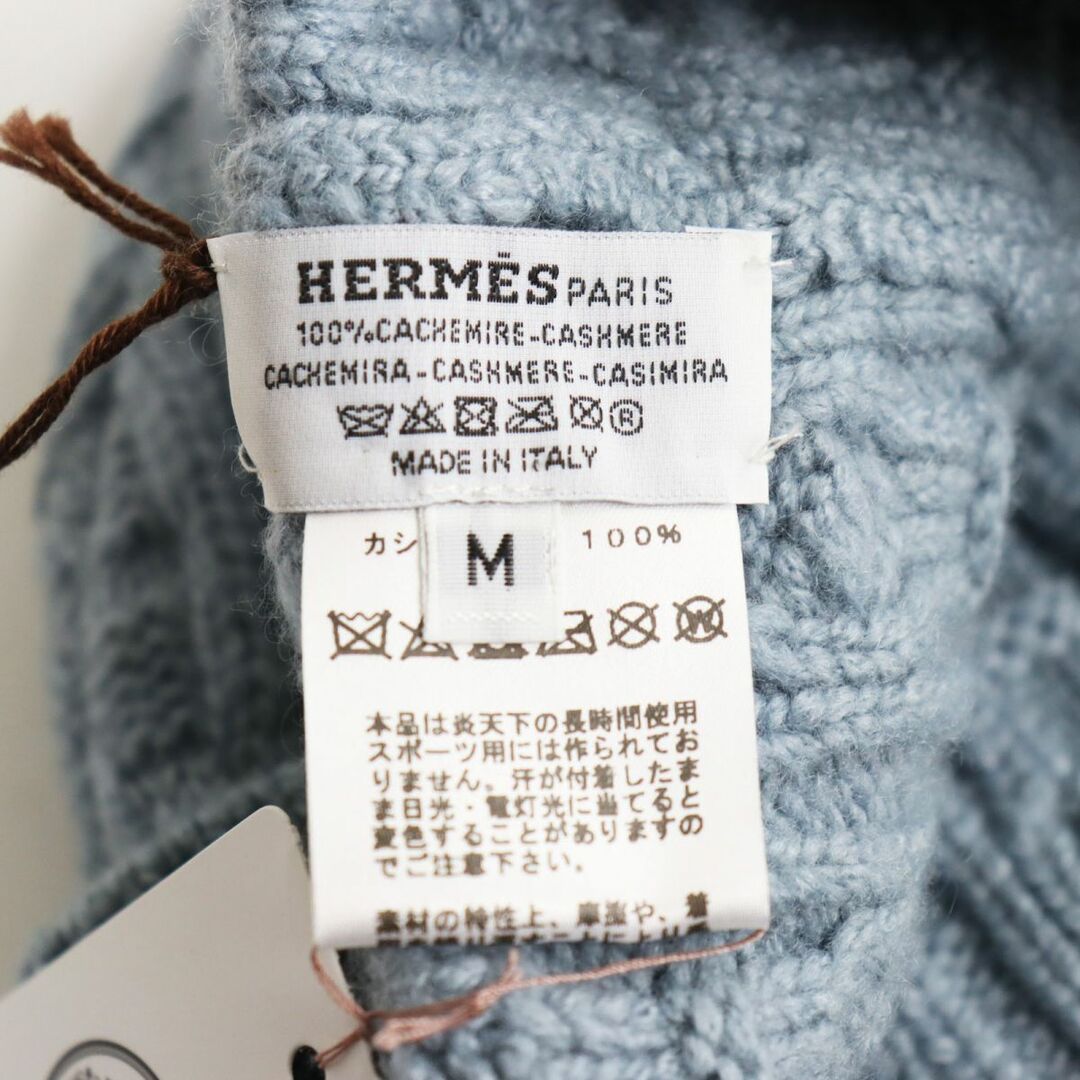 HERMÈS PARIS
100%CACHEMIRE-CASHMERE
CACHEMIRA-CASHMERE-CASIMIRA
MADE IN ITALY
カシ 100%
M
本品は炎天下の長時間使用
スポーツ用には作られてお
りません。汗が付着したま
ま日光・電灯光に当てると
変色することがありますの
でご注意下さい。
素材の特性上、摩擦や、着